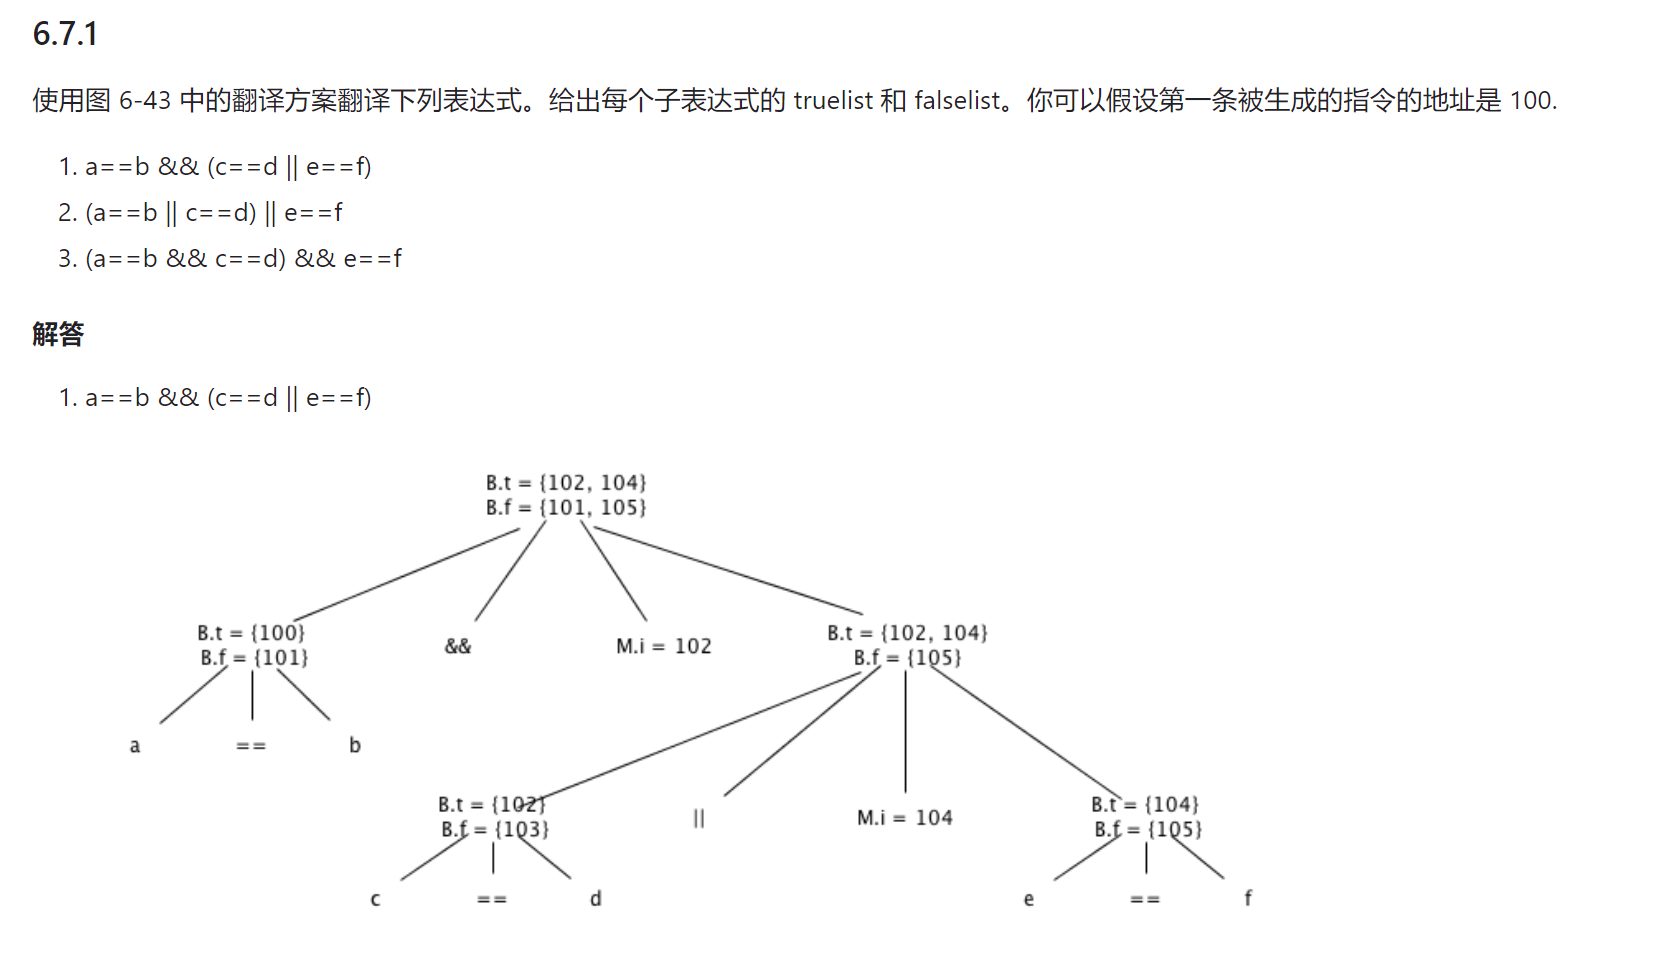 6.7.1
使用图 6-43 中的翻译方案翻译下列表达式。给出每个子表达式的 truelist 和 falselist。你可以假设第一条被生成的指令的地址是 100.
1. a==b && (c==d || e==f)
2. (a==b || c==d) || e==f
3. (a==b && c==d) && e==f
解答
1. a==b && (c==d || e==f)
B.t = {102, 104}
B.f = {101, 105}
B.t = {100}
B.f = {101}
&&
M.i = 102
B.t = {102, 104}
B.f = {105}
a
==
b
B.t = {102}
B.f = {103}
||
M.i = 104
B.t = {104}
B.f = {105}
c
==
d
e
==
f